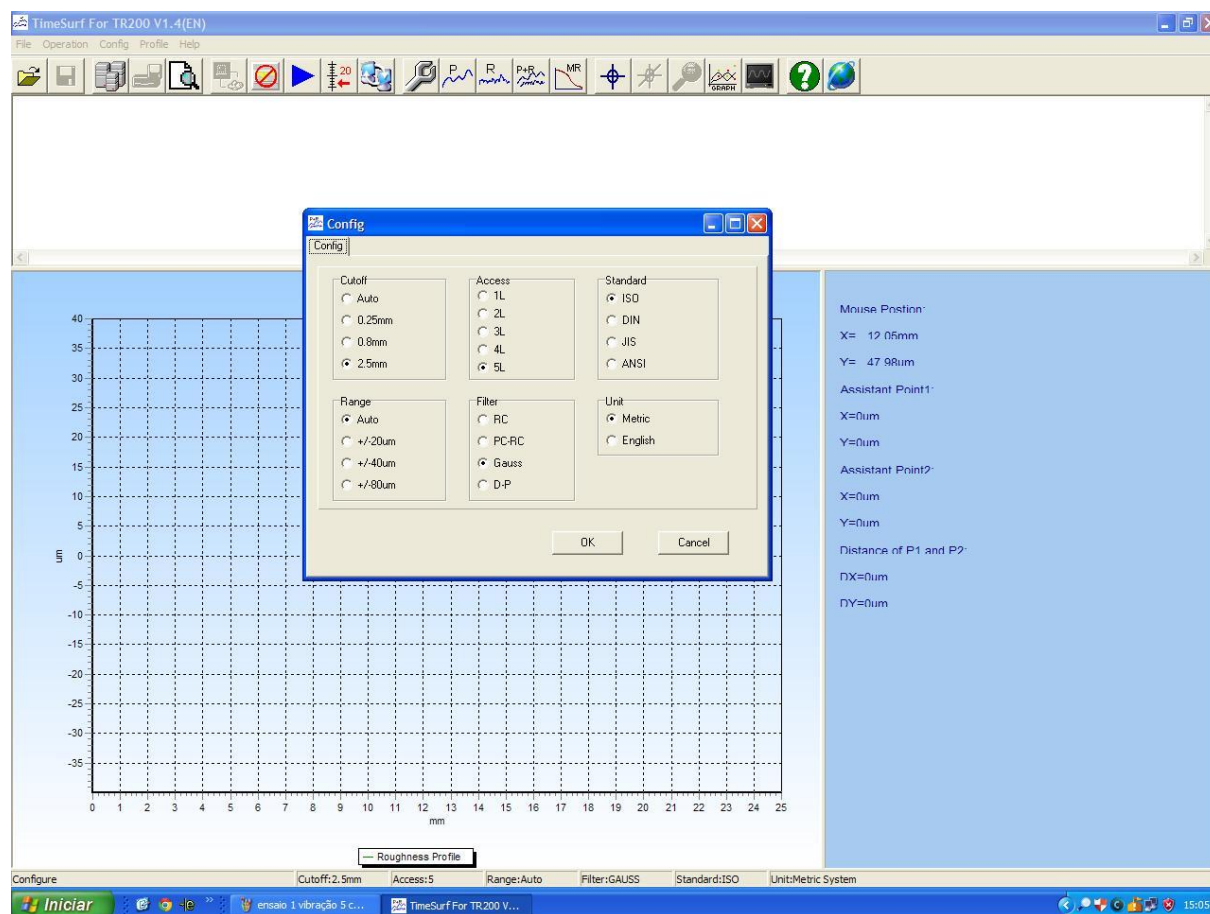 TimeSurf For TR200 V1.4(EN)
File Operation Config Profile Help
20
P
R
P+R
MR
GRAPH
Config
Config
Cutoff
Auto
0.25mm
0.8mm
2.5mm
Access
1L
2L
3L
4L
5L
Standard
ISO
DIN
JIS
ANSI
Range
Auto
+/-20um
+/-40um
+/-80um
Filter
RC
PC-RC
Gauss
D-P
Unit
Metric
English
OK Cancel
40
35
30
25
20
15
10
5
0
-5
-10
-15
-20
-25
-30
-35
um
0 1 2 3 4 5 6 7 8 9 10 11 12 13 14 15 16 17 18 19 20 21 22 23 24 25
mm
Roughness Profile
Mouse Postion:
X= 12.05mm
Y= 47.98um
Assistant Point1:
X=0um
Y=0um
Assistant Point2:
X=0um
Y=0um
Distance of P1 and P2:
DX=0um
DY=0um
Configure Cutoff:2.5mm Access:5 Range:Auto Filter:GAUSS Standard:ISO Unit:Metric System
Iniciar ensaio 1 vibração 5 c... TimeSurf For TR200 V... 15:05